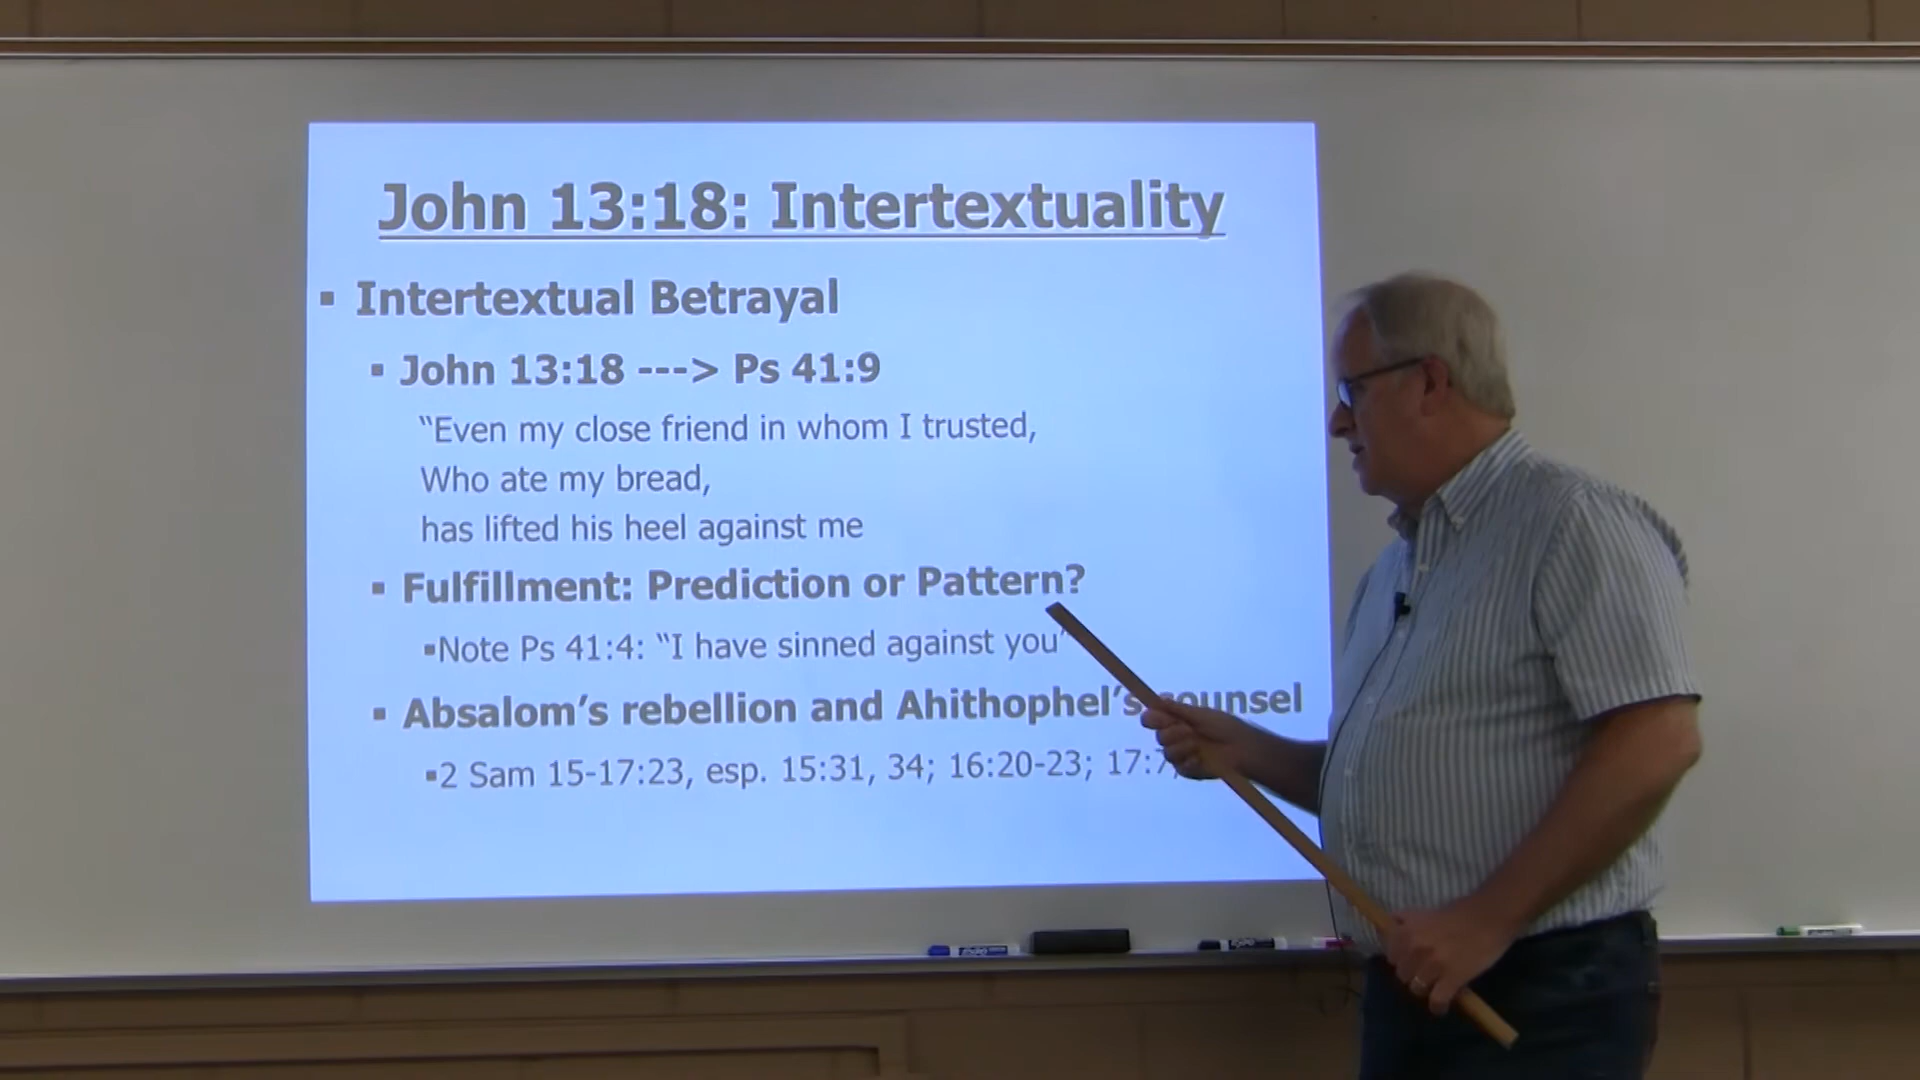 John 13:18: Intertextuality
▪ Intertextual Betrayal
▪ John 13:18 ---> Ps 41:9
“Even my close friend in whom I trusted,
Who ate my bread,
has lifted his heel against me
▪ Fulfillment: Prediction or Pattern?
▪Note Ps 41:4: “I have sinned against you”
▪ Absalom’s rebellion and Ahithophel’s counsel
▪2 Sam 15-17:23, esp. 15:31, 34; 16:20-23; 17:7,
EXPO